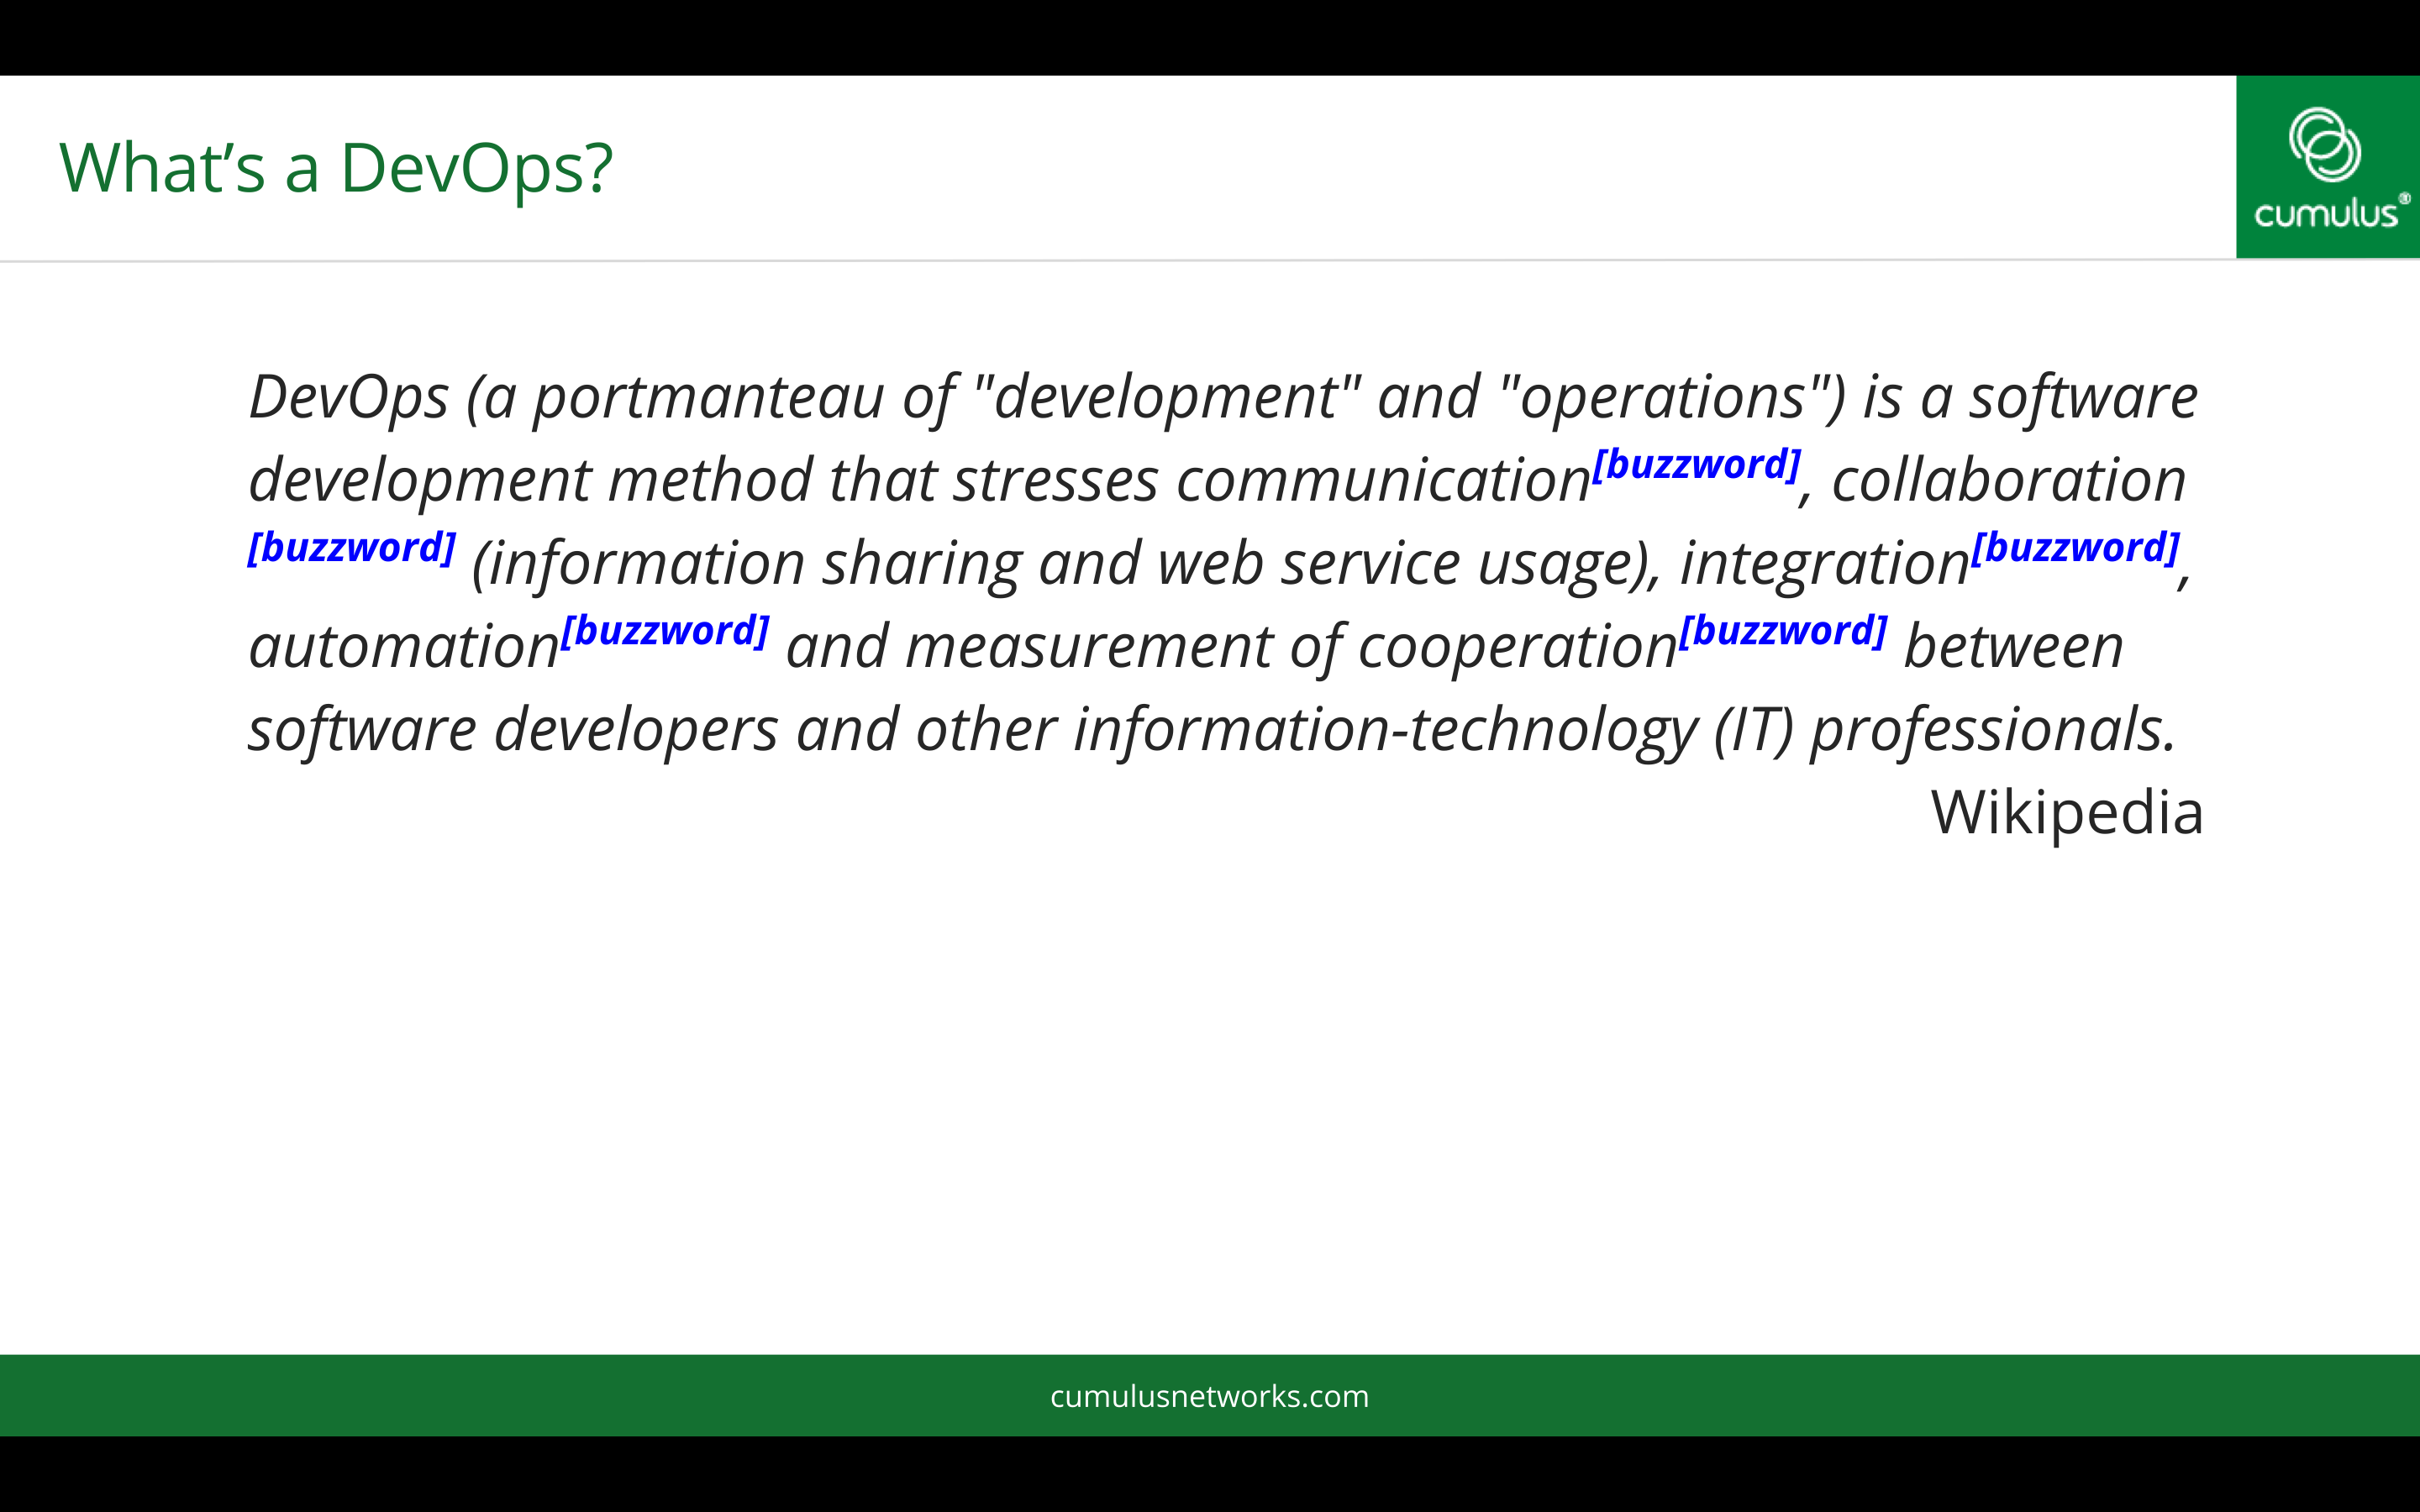 What’s a DevOps?
cumulus®
DevOps (a portmanteau of "development" and "operations") is a software
development method that stresses communication[buzzword], collaboration
[buzzword] (information sharing and web service usage), integration[buzzword],
automation[buzzword] and measurement of cooperation[buzzword] between
software developers and other information-technology (IT) professionals.
Wikipedia
cumulusnetworks.com